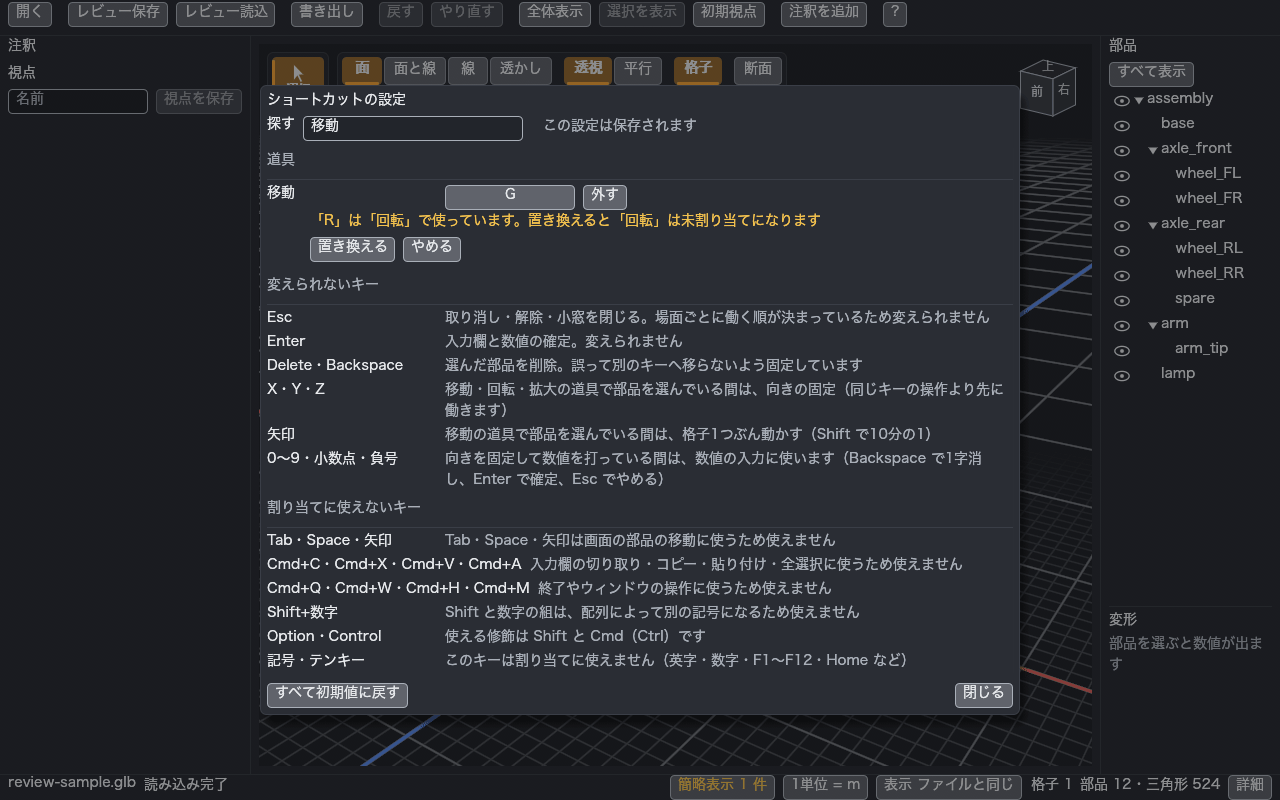 開く レビュー保存 レビュー読込 書き出し 戻す やり直す 全体表示 選択を表示 初期視点 注釈を追加 ?
注釈
視点
名前 視点を保存
面 面と線 線 透かし 透視 平行 格子 断面
上 前 右
ショートカットの設定
探す 移動 この設定は保存されます
道具
移動 G 外す
「R」は「回転」で使っています。置き換えると「回転」は未割り当てになります
置き換える やめる
変えられないキー
Esc 取り消し・解除・小窓を閉じる。場面ごとに働く順が決まっているため変えられません
Enter 入力欄と数値の確定。変えられません
Delete・Backspace 選んだ部品を削除。誤って別のキーへ移らないよう固定しています
X・Y・Z 移動・回転・拡大の道具で部品を選んでいる間は、向きの固定（同じキーの操作より先に
働きます）
矢印 移動の道具で部品を選んでいる間は、格子1つぶん動かす（Shift で10分の1）
0〜9・小数点・負号 向きを固定して数値を打っている間は、数値の入力に使います（Backspace で1字消
し、Enter で確定、Esc でやめる）
割り当てに使えないキー
Tab・Space・矢印 Tab・Space・矢印は画面の部品の移動に使うため使えません
Cmd+C・Cmd+X・Cmd+V・Cmd+A 入力欄の切り取り・コピー・貼り付け・全選択に使うため使えません
Cmd+Q・Cmd+W・Cmd+H・Cmd+M 終了やウィンドウの操作に使うため使えません
Shift+数字 Shift と数字の組は、配列によって別の記号になるため使えません
Option・Control 使える修飾は Shift と Cmd（Ctrl）です
記号・テンキー このキーは割り当てに使えません（英字・数字・F1〜F12・Home など）
すべて初期値に戻す 閉じる
部品
すべて表示
assembly
base
axle_front
wheel_FL
wheel_FR
axle_rear
wheel_RL
wheel_RR
spare
arm
arm_tip
lamp
変形
部品を選ぶと数値が出ま
す
review-sample.glb 読み込み完了 簡略表示 1 件 1単位 = m 表示 ファイルと同じ 格子 1 部品 12・三角形 524 詳細